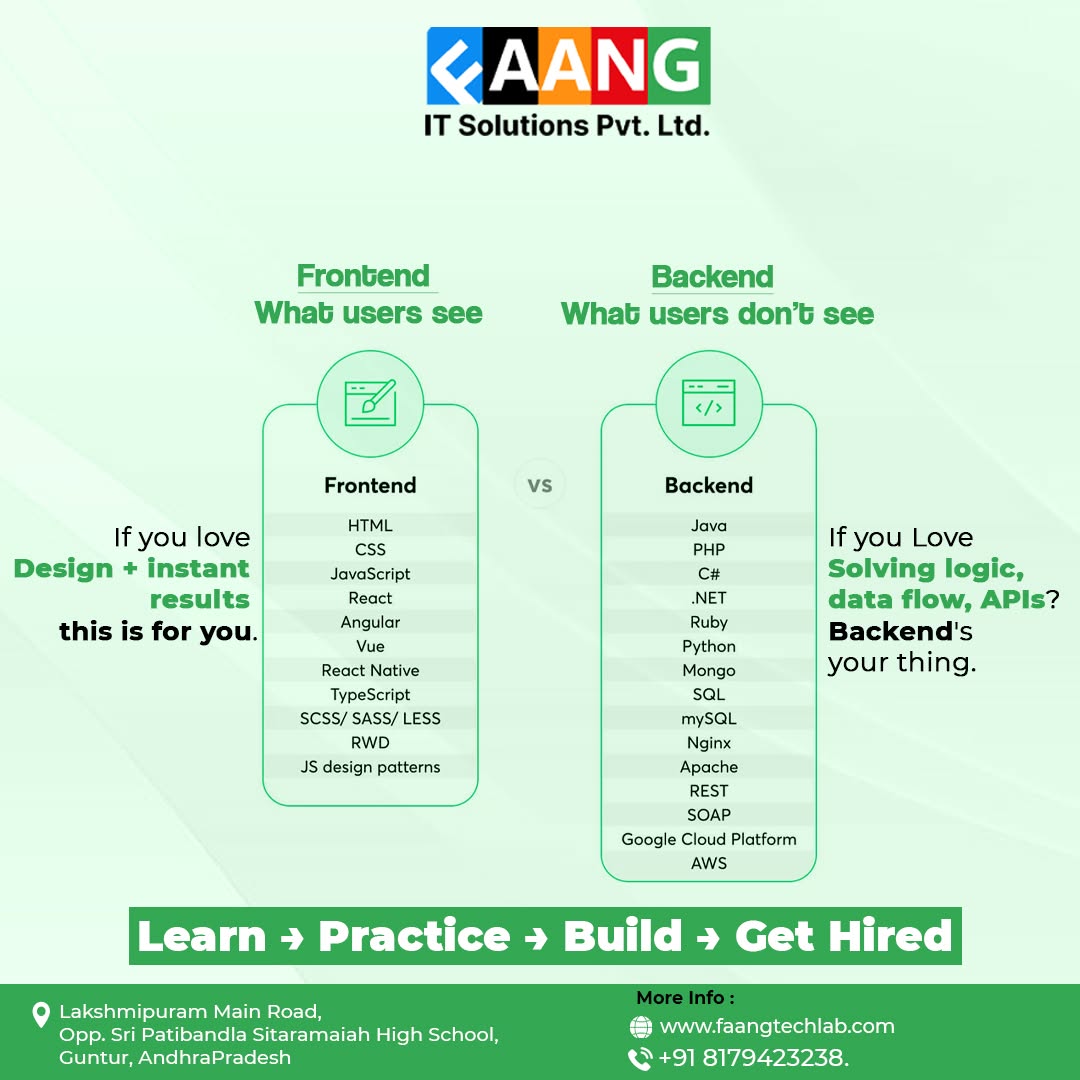 FAANG
IT Solutions Pvt. Ltd.
Frontend
What users see
Backend
What users don't see
</>
Frontend
vs
Backend
HTML
CSS
JavaScript
React
Angular
Vue
React Native
TypeScript
SCSS/ SASS/ LESS
RWD
JS design patterns
Java
PHP
C#
.NET
Ruby
Python
Mongo
SQL
mySQL
Nginx
Apache
REST
SOAP
Google Cloud Platform
AWS
If you love
Design + instant
results
this is for you.
If you Love
Solving logic,
data flow, APIs?
Backend's
your thing.
Learn → Practice → Build → Get Hired
Lakshmipuram Main Road,
Opp. Sri Patibandla Sitaramaiah High School,
Guntur, AndhraPradesh
More Info :
www.faangtechlab.com
+91 8179423238.